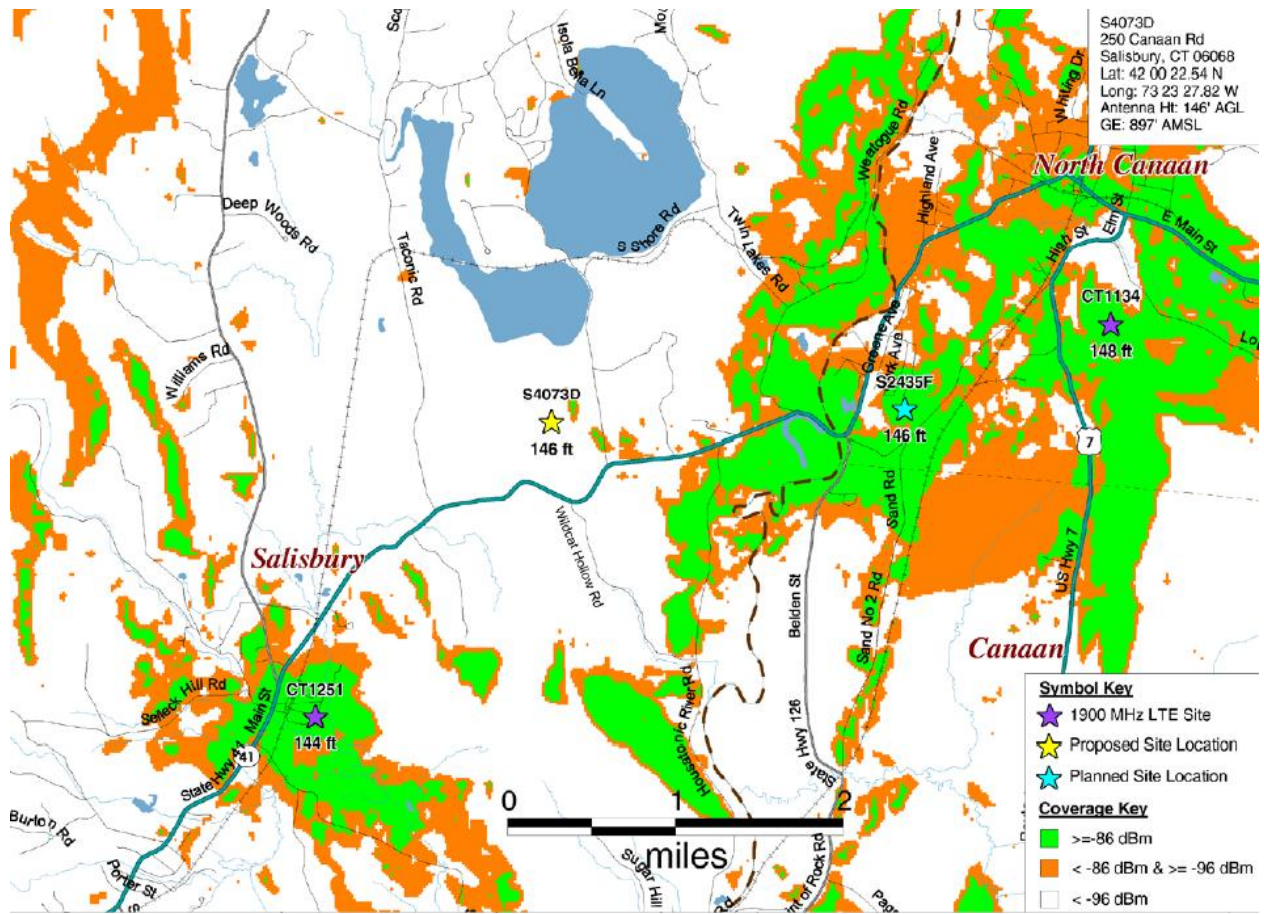 S4073D
250 Canaan Rd
Salisbury, CT 06068
Lat: 42 00 22.54 N
Long: 73 23 27.82 W
Antenna Ht: 146' AGL
GE: 897' AMSL
Isola Bella Ln
Weatogue Rd
Whiting Dr
North Canaan
Highland Ave
Deep Woods Rd
Taconic Rd
S Shore Rd
Twin Lakes Rd
High St
Elm St
E Main St
CT1134
148 ft
Williams Rd
Greene Ave
S2435F
146 ft
S4073D
146 ft
7
Sand Rd
Wildcat Hollow Rd
Salisbury
US Hwy 7
Belden St
Sand No 2 Rd
Canaan
Selleck Hill Rd
Main St
CT1251
144 ft
State Hwy 41
41
Housatonic River Rd
State Hwy 126
Burton Rd
Porter St
0 1 2
miles
Sugar Hill
Rd
Symbol Key
1900 MHz LTE Site
Proposed Site Location
Planned Site Location
Coverage Key
>=-86 dBm
< -86 dBm & >= -96 dBm
< -96 dBm